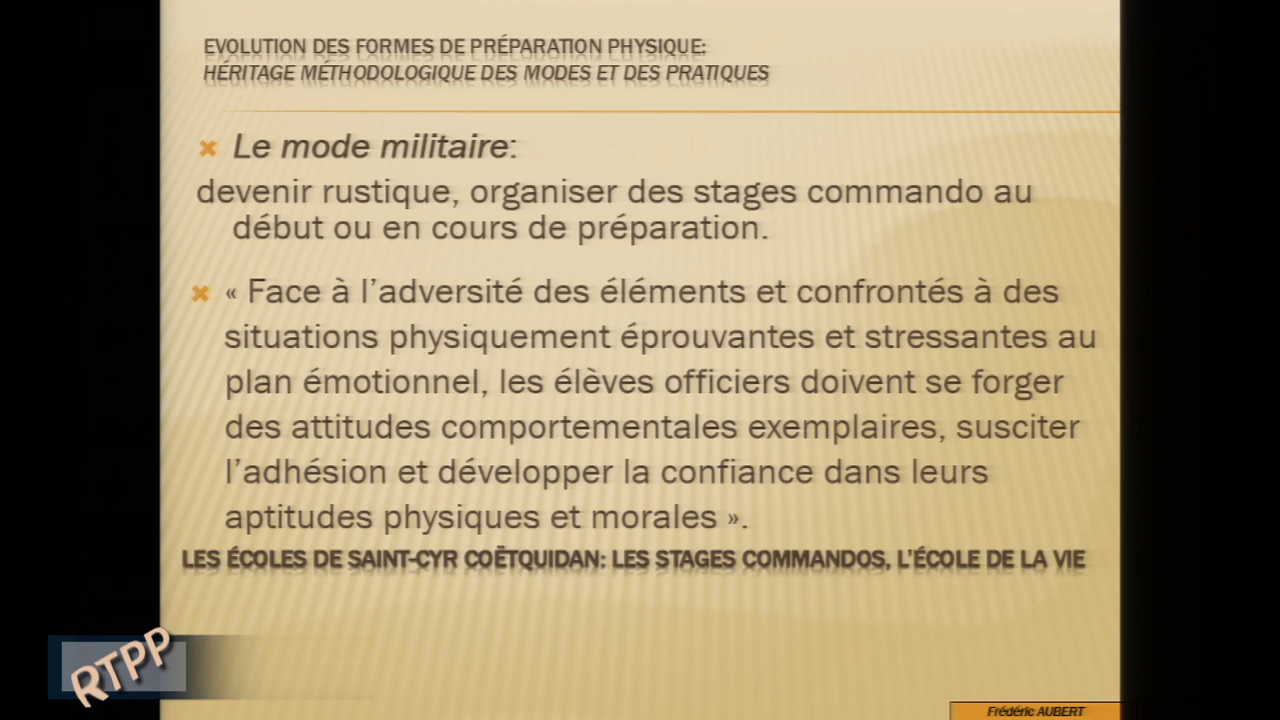 EVOLUTION DES FORMES DE PRÉPARATION PHYSIQUE:
HÉRITAGE MÉTHODOLOGIQUE DES MODES ET DES PRATIQUES
Le mode militaire:
devenir rustique, organiser des stages commando au
début ou en cours de préparation.
« Face à l'adversité des éléments et confrontés à des
situations physiquement éprouvantes et stressantes au
plan émotionnel, les élèves officiers doivent se forger
des attitudes comportementales exemplaires, susciter
l'adhésion et développer la confiance dans leurs
aptitudes physiques et morales ».
LES ÉCOLES DE SAINT-CYR COËTQUIDAN: LES STAGES COMMANDOS, L'ÉCOLE DE LA VIE
RTPP
Frédéric AUBERT